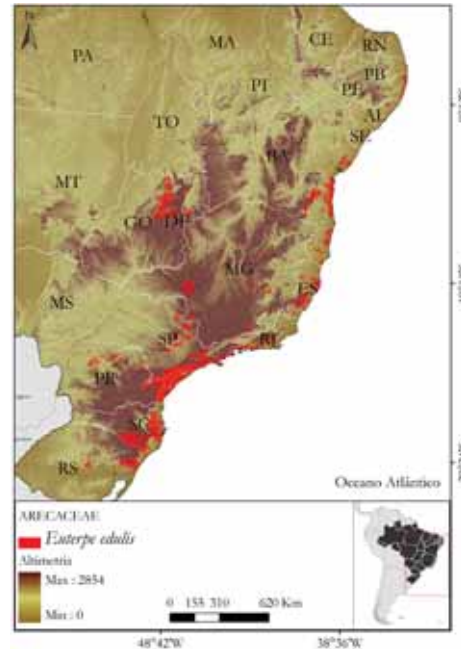 N
PA
MA
CE
RN
PB
PE
PI
AL
SE
TO
BA
MT
GO DF
MG
ES
MS
SP
RJ
PR
SC
RS
Oceano Atlântico
ARECACEAE
Euterpe edulis
Altimetria
Max : 2854
Min : 0
0 155 310 620 Km
48°42'W 38°36'W